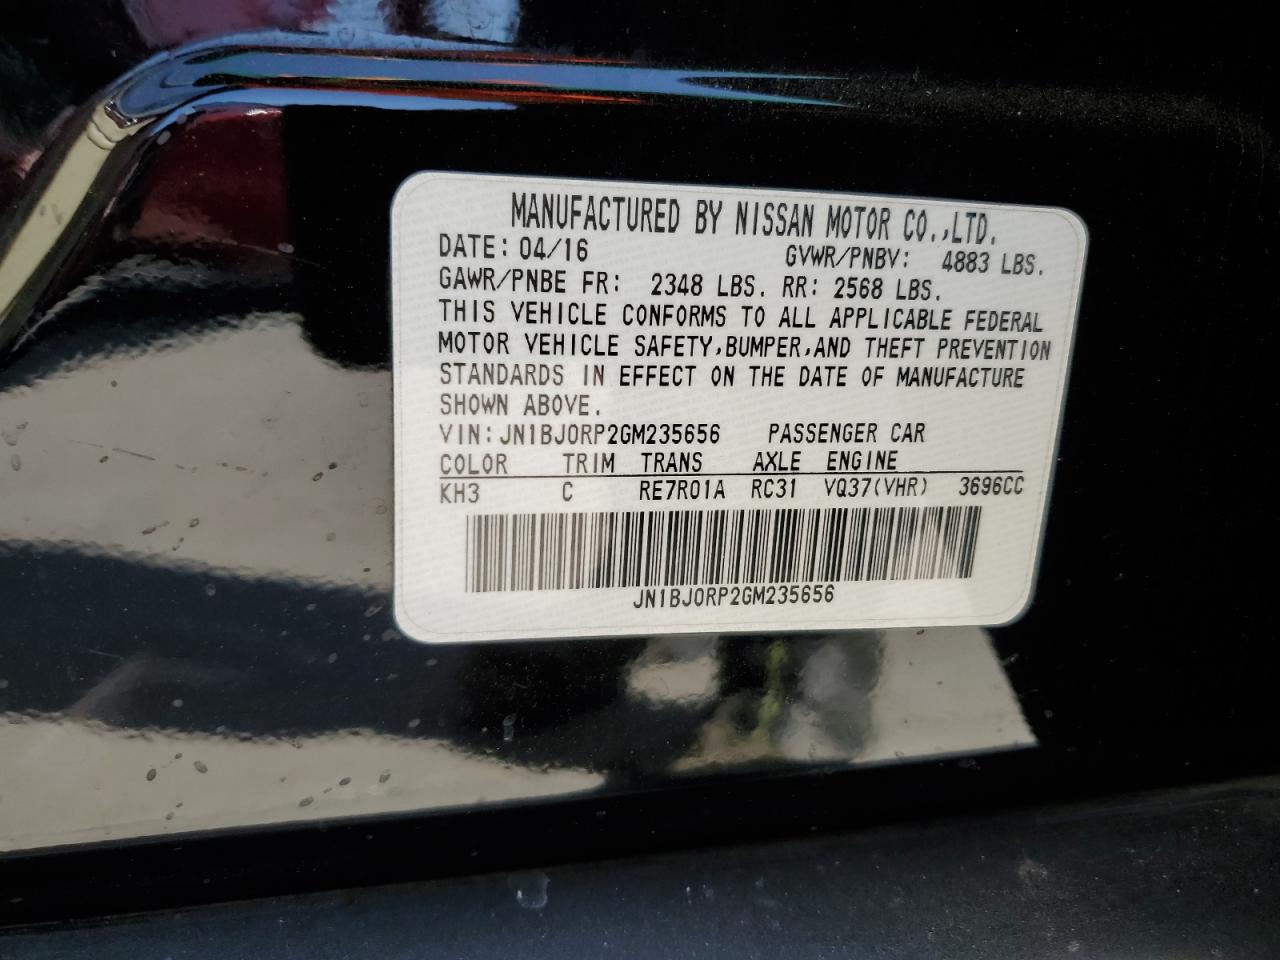 MANUFACTURED BY NISSAN MOTOR CO.,LTD.
DATE: 04/16 GVWR/PNBV: 4883 LBS.
GAWR/PNBE FR: 2348 LBS. RR: 2568 LBS.
THIS VEHICLE CONFORMS TO ALL APPLICABLE FEDERAL
MOTOR VEHICLE SAFETY,BUMPER,AND THEFT PREVENTION
STANDARDS IN EFFECT ON THE DATE OF MANUFACTURE
SHOWN ABOVE.
VIN: JN1BJ0RP2GM235656 PASSENGER CAR
COLOR TRIM TRANS AXLE ENGINE
KH3 C RE7R01A RC31 VQ37(VHR) 3696CC
JN1BJ0RP2GM235656